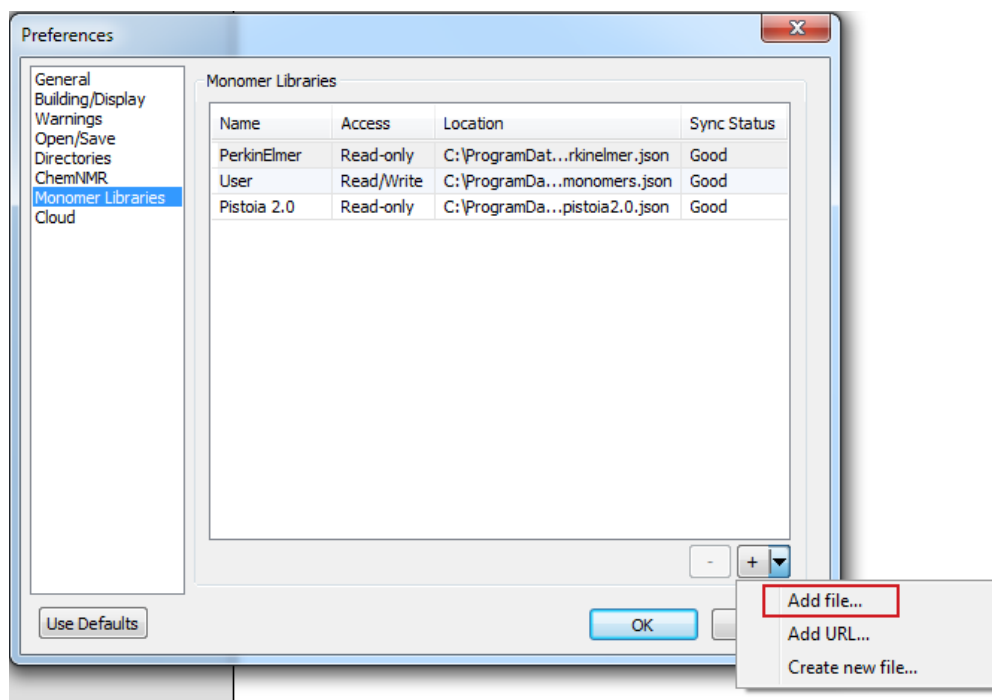 Preferences
General
Building/Display
Warnings
Open/Save
Directories
ChemNMR
Monomer Libraries
Cloud
Monomer Libraries
Name Access Location Sync Status
PerkinElmer Read-only C:\ProgramDat...rkinelmer.json Good
User Read/Write C:\ProgramDa...monomers.json Good
Pistoia 2.0 Read-only C:\ProgramDa...pistoia2.0.json Good
- +
Use Defaults OK
Add file...
Add URL...
Create new file...